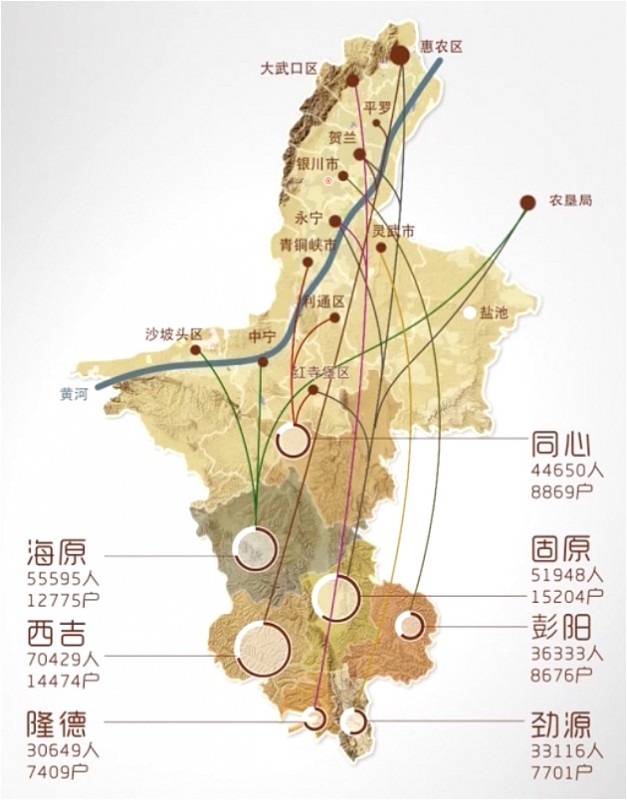 惠农区
大武口区
平罗
贺兰
银川市
农垦局
永宁
灵武市
青铜峡市
利通区
盐池
沙坡头区
中宁
红寺堡区
黄河
同心
44650人
8869户
海原
55595人
12775户
固原
51948人
15204户
西吉
70429人
14474户
彭阳
36333人
8676户
隆德
30649人
7409户
劲源
33116人
7701户